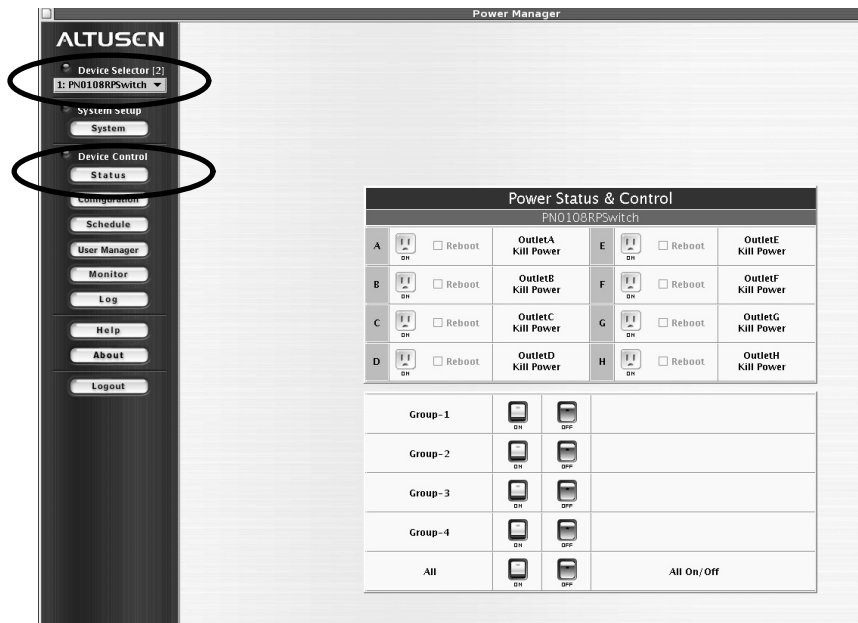 Power Manager
ALTUSEN
Device Selector [2]
1: PN0108RPSwitch
System Setup
System
Device Control
Status
Configuration
Schedule
User Manager
Monitor
Log
Help
About
Logout
Power Status & Control
PN0108RPSwitch
A ON Reboot OutletA Kill Power E ON Reboot OutletE Kill Power
B ON Reboot OutletB Kill Power F ON Reboot OutletF Kill Power
C ON Reboot OutletC Kill Power G ON Reboot OutletG Kill Power
D ON Reboot OutletD Kill Power H ON Reboot OutletH Kill Power
Group-1 ON OFF
Group-2 ON OFF
Group-3 ON OFF
Group-4 ON OFF
All ON OFF All On/Off